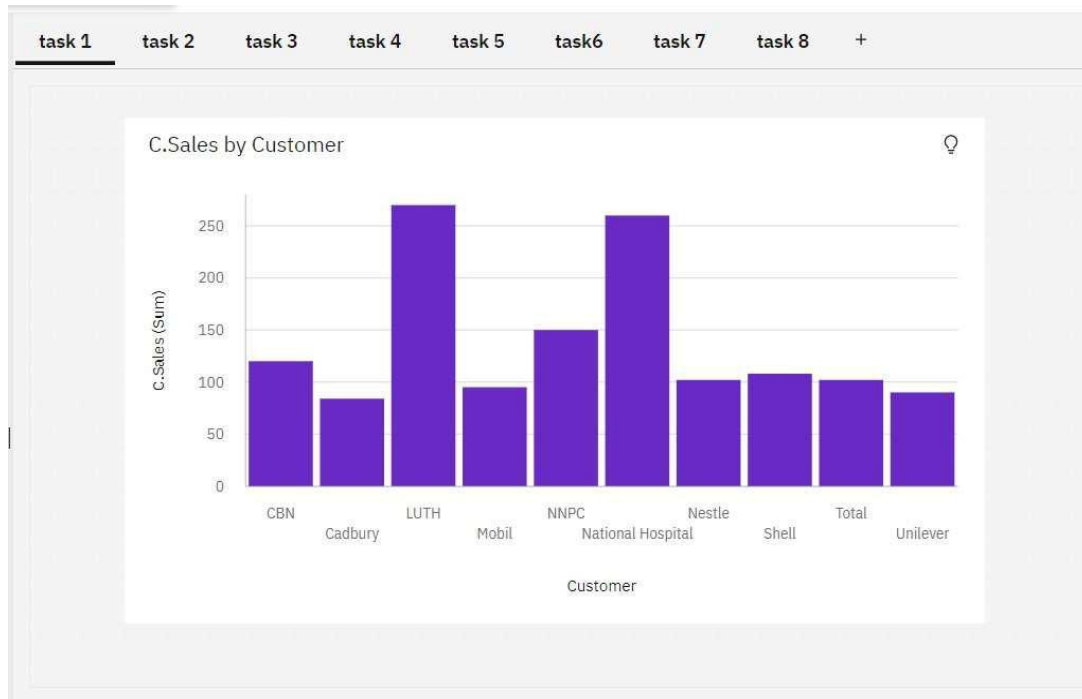 task 1 task 2 task 3 task 4 task 5 task6 task 7 task 8 +
C.Sales by Customer
C.Sales (Sum)
250
200
150
100
50
0
CBN LUTH NNPC Nestle Total
Cadbury Mobil National Hospital Shell Unilever
Customer